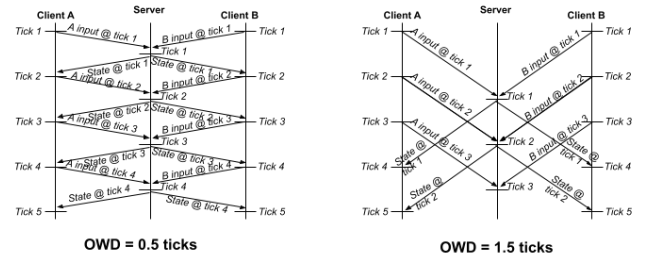 Client A Server Client B
Tick 1 A input @ tick 1 B input @ tick 1 Tick 1
Tick 1
State @ tick 1 State @ tick 1
Tick 2 A input @ tick 2 B input @ tick 2 Tick 2
Tick 2
State @ tick 2 State @ tick 2
Tick 3 A input @ tick 3 B input @ tick 3 Tick 3
Tick 3
State @ tick 3 State @ tick 3
Tick 4 A input @ tick 4 B input @ tick 4 Tick 4
Tick 4
State @ tick 4 State @ tick 4
Tick 5 Tick 5
OWD = 0.5 ticks
Client A Server Client B
Tick 1 Tick 1
A input @ tick 1 B input @ tick 1
Tick 2 Tick 2
A input @ tick 2 Tick 1 B input @ tick 2
Tick 3 Tick 3
A input @ tick 3 Tick 2 B input @ tick 3
State @ tick 1 State @ tick 1
Tick 4 Tick 4
Tick 3
State @ tick 2 State @ tick 2
Tick 5 Tick 5
OWD = 1.5 ticks